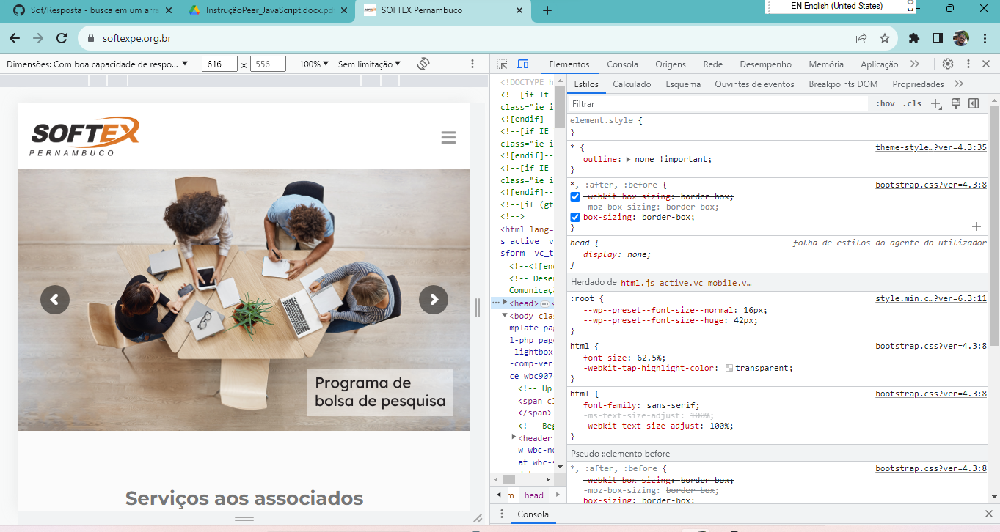 Sof/Resposta - busca em um arra
InstruçãoPeer_JavaScript.docx.pd
SOFTEX Pernambuco
EN English (United States)
softexpe.org.br
Dimensões: Com boa capacidade de respo...
616 × 556
100%
Sem limitação
SOFTEX
PERNAMBUCO
Programa de
bolsa de pesquisa
Serviços aos associados
Elementos
Consola
Origens
Rede
Desempenho
Memória
Aplicação
<!DOCTYPE h
<!--[if lt
class="ie i
<![endif]--
<!--[if IE
class="ie i
<![endif]--
<!--[if IE
class="ie i
<![endif]--
<!--[if (gt
<!-->
<html lang=
s_active v
sform vc_t
<!--<![end
<!-- Desen
Comunicaça
<head>
<body clas
mplate-pag
l-php page
-lightbox
-comp-ver
ce wbc907
<!-- Up
<span cl
</span>
<!-- Beg
<header
w wbc-no
at wbc-s
m
head
Estilos
Calculado
Esquema
Ouvintes de eventos
Breakpoints DOM
Propriedades
Filtrar
:hov .cls
element.style {
}
* { theme-style…?ver=4.3:35
outline: none !important;
}
*, :after, :before { bootstrap.css?ver=4.3:8
-webkit-box-sizing: border-box;
-moz-box-sizing: border-box;
box-sizing: border-box;
}
head { folha de estilos do agente do utilizador
display: none;
}
Herdado de html.js_active.vc_mobile.v…
:root { style.min.c…?ver=6.3:11
--wp--preset--font-size--normal: 16px;
--wp--preset--font-size--huge: 42px;
}
html { bootstrap.css?ver=4.3:8
font-size: 62.5%;
-webkit-tap-highlight-color: transparent;
}
html { bootstrap.css?ver=4.3:8
font-family: sans-serif;
-ms-text-size-adjust: 100%;
-webkit-text-size-adjust: 100%;
}
Pseudo ::elemento before
*, :after, :before { bootstrap.css?ver=4.3:8
-webkit-box-sizing: border-box;
-moz-box-sizing: border-box;
box-sizing: border-box;
Consola